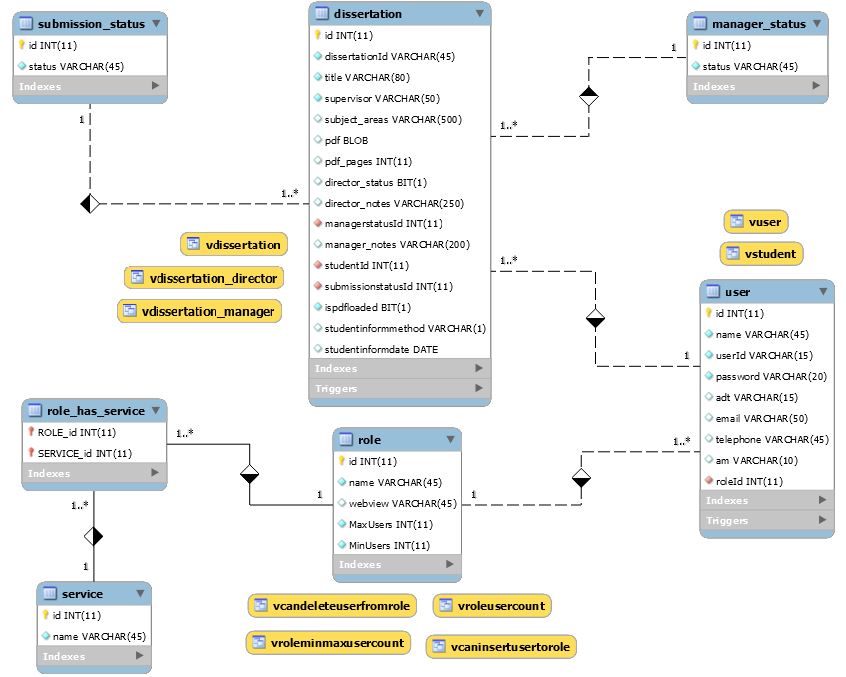 submission_status
id INT(11)
status VARCHAR(45)
Indexes
1
1..*
dissertation
id INT(11)
dissertationId VARCHAR(45)
title VARCHAR(80)
supervisor VARCHAR(50)
subject_areas VARCHAR(500)
pdf BLOB
pdf_pages INT(11)
director_status BIT(1)
director_notes VARCHAR(250)
managerstatusId INT(11)
manager_notes VARCHAR(200)
studentId INT(11)
submissionstatusId INT(11)
ispdfloaded BIT(1)
studentinformmethod VARCHAR(1)
studentinformdate DATE
Indexes
Triggers
manager_status
id INT(11)
status VARCHAR(45)
Indexes
1
1..*
1..*
1
vdissertation
vdissertation_director
vdissertation_manager
vuser
vstudent
user
id INT(11)
name VARCHAR(45)
userId VARCHAR(15)
password VARCHAR(20)
adt VARCHAR(15)
email VARCHAR(50)
telephone VARCHAR(45)
am VARCHAR(10)
roleId INT(11)
Indexes
Triggers
1..*
1
role_has_service
ROLE_id INT(11)
SERVICE_id INT(11)
Indexes
1..*
1
role
id INT(11)
name VARCHAR(45)
webview VARCHAR(45)
MaxUsers INT(11)
MinUsers INT(11)
Indexes
1..*
1
service
id INT(11)
name VARCHAR(45)
Indexes
vcandeleteuserfromrole
vroleusercount
vroleminmaxusercount
vcaninsertusertorole